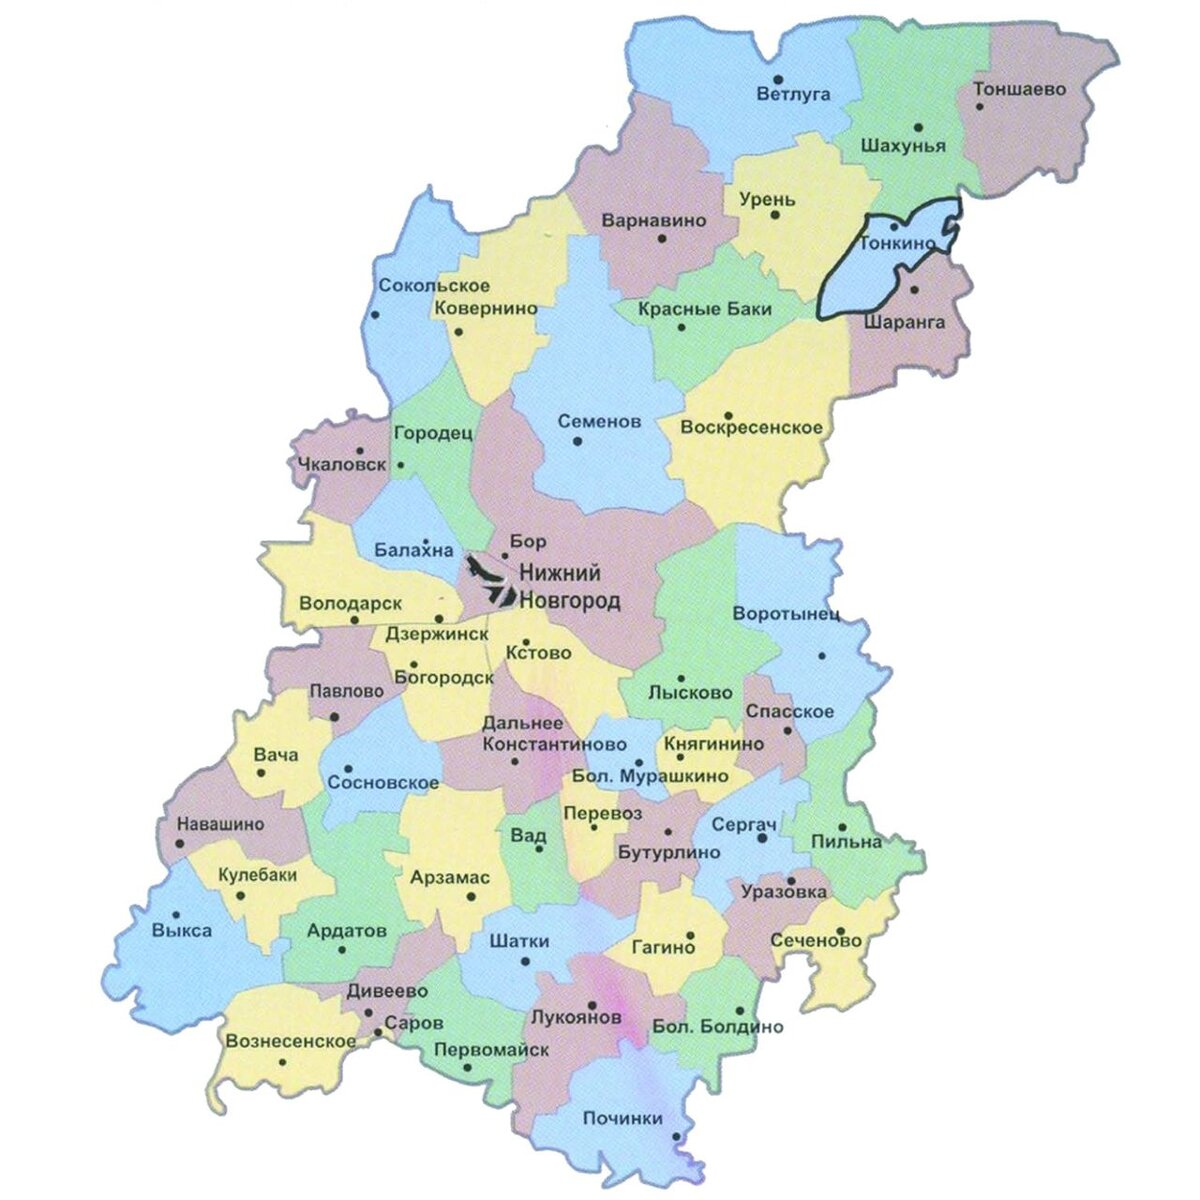 Ветлуга
Тоншаево
Шахунья
Урень
Варнавино
Тонкино
Сокольское
Ковернино
Красные Баки
Шаранга
Семенов
Воскресенское
Городец
Чкаловск
Балахна
Бор
Нижний
Новгород
Володарск
Воротынец
Дзержинск
Кстово
Богородск
Павлово
Лысково
Спасское
Дальнее
Константиново
Княгинино
Вача
Сосновское
Бол. Мурашкино
Перевоз
Навашино
Вад
Сергач
Бутурлино
Пильна
Кулебаки
Арзамас
Уразовка
Выкса
Ардатов
Шатки
Гагино
Сеченово
Дивеево
Лукоянов
Саров
Бол. Болдино
Вознесенское
Первомайск
Починки